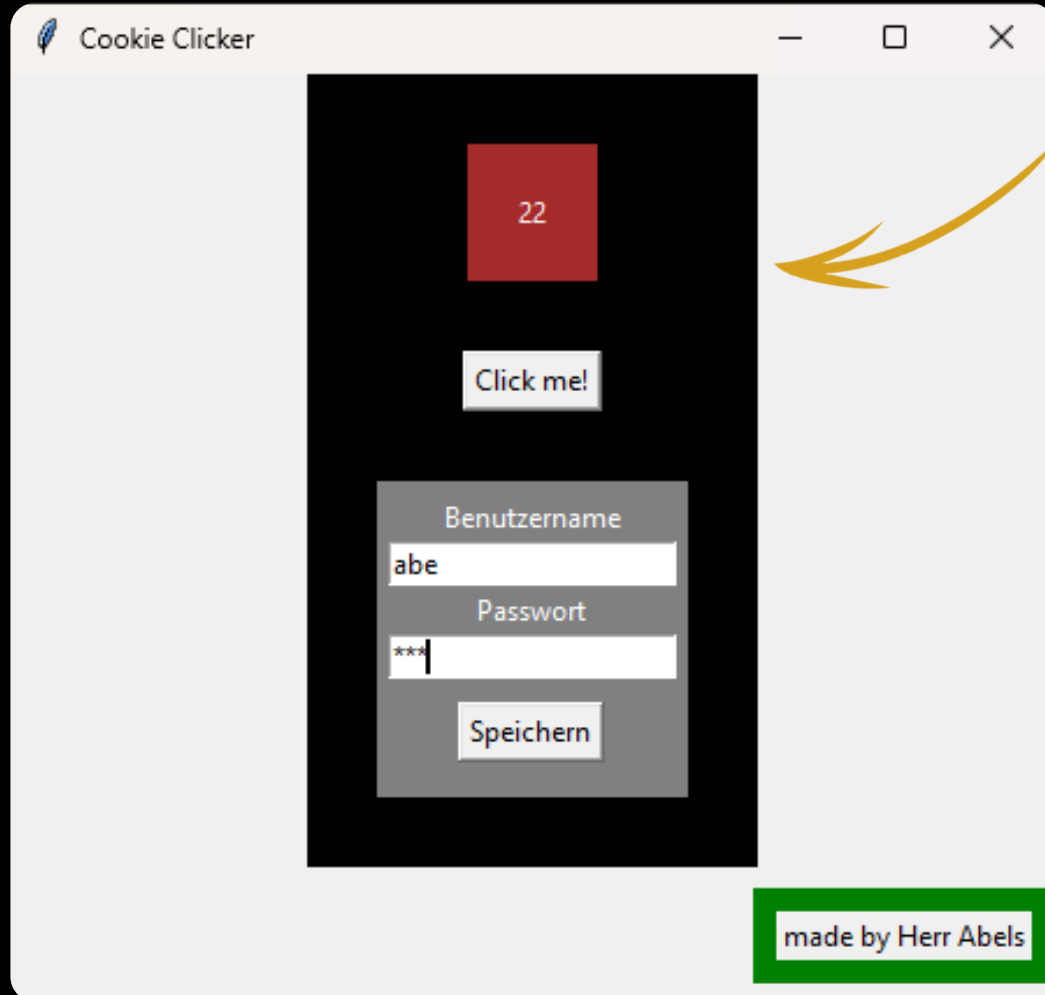 Cookie Clicker
22
Click me!
Benutzername
abe
Passwort
***
Speichern
made by Herr Abels